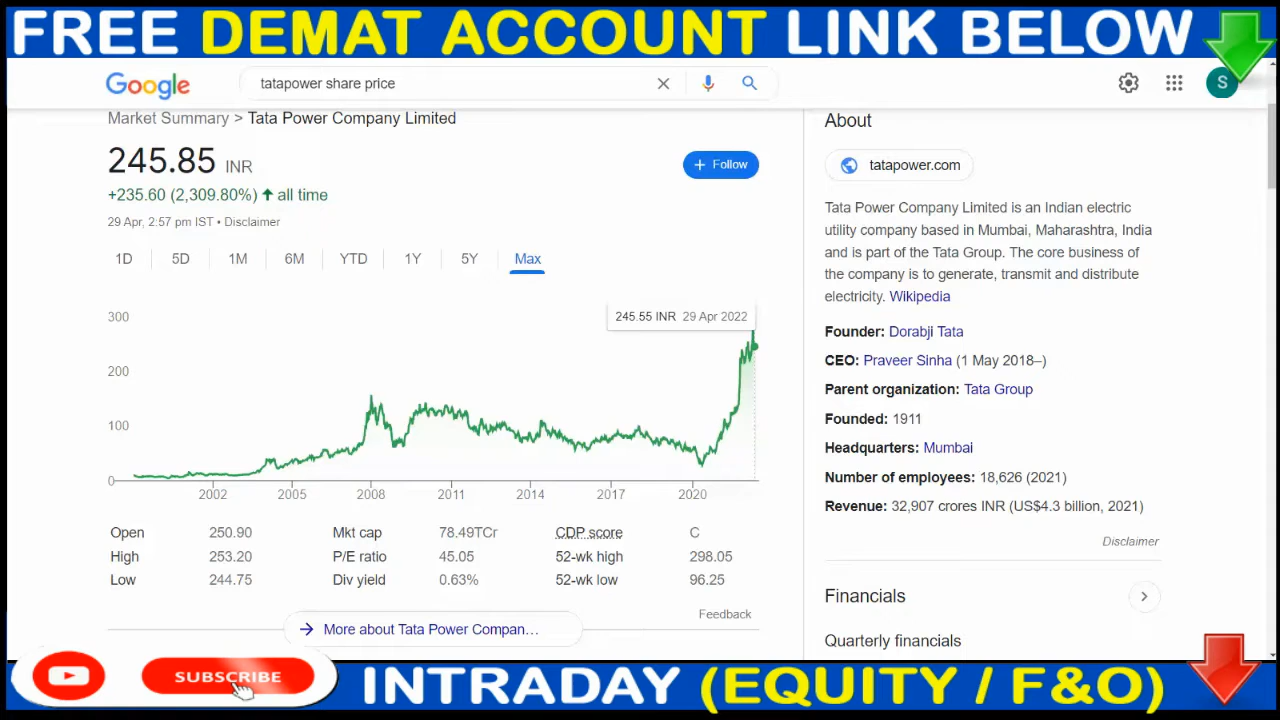 FREE DEMAT ACCOUNT LINK BELOW
Google
tatapower share price
S
Market Summary > Tata Power Company Limited
245.85 INR
+ Follow
+235.60 (2,309.80%) ↑ all time
29 Apr, 2:57 pm IST • Disclaimer
1D 5D 1M 6M YTD 1Y 5Y Max
245.55 INR 29 Apr 2022
300
200
100
0
2002 2005 2008 2011 2014 2017 2020
Open 250.90 Mkt cap 78.49TCr CDP score C
High 253.20 P/E ratio 45.05 52-wk high 298.05
Low 244.75 Div yield 0.63% 52-wk low 96.25
Feedback
→ More about Tata Power Compan...
About
tatapower.com
Tata Power Company Limited is an Indian electric
utility company based in Mumbai, Maharashtra, India
and is part of the Tata Group. The core business of
the company is to generate, transmit and distribute
electricity. Wikipedia
Founder: Dorabji Tata
CEO: Praveer Sinha (1 May 2018–)
Parent organization: Tata Group
Founded: 1911
Headquarters: Mumbai
Number of employees: 18,626 (2021)
Revenue: 32,907 crores INR (US$4.3 billion, 2021)
Disclaimer
Financials
Quarterly financials
SUBSCRIBE
INTRADAY (EQUITY / F&O)